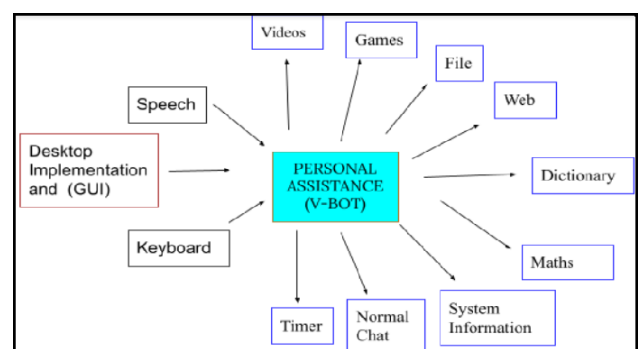 Videos
Games
File
Speech
Web
Desktop
Implementation
and (GUI)
PERSONAL
ASSISTANCE
(V-BOT)
Dictionary
Keyboard
Maths
Timer
Normal
Chat
System
Information